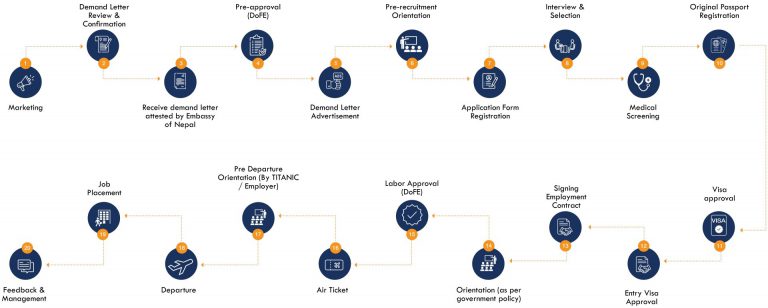 Marketing
1
Demand Letter
Review &
Confirmation
2
3
Receive demand letter
attested by Embassy
of Nepal
Pre-approval
(DoFE)
4
5
Demand Letter
Advertisement
Pre-recruitment
Orientation
6
7
Application Form
Registration
Interview
& Selection
8
9
Medical
Screening
Original Passport
Registration
10
Visa
approval
VISA
11
12
Entry Visa
Approval
Signing
Employment
Contract
13
14
Orientation (as per
government policy)
Labor Approval
(DoFE)
15
16
Air Ticket
Pre Departure
Orientation (By TITANIC
/ Employer)
17
18
Departure
Job
Placement
19
20
Feedback &
Management